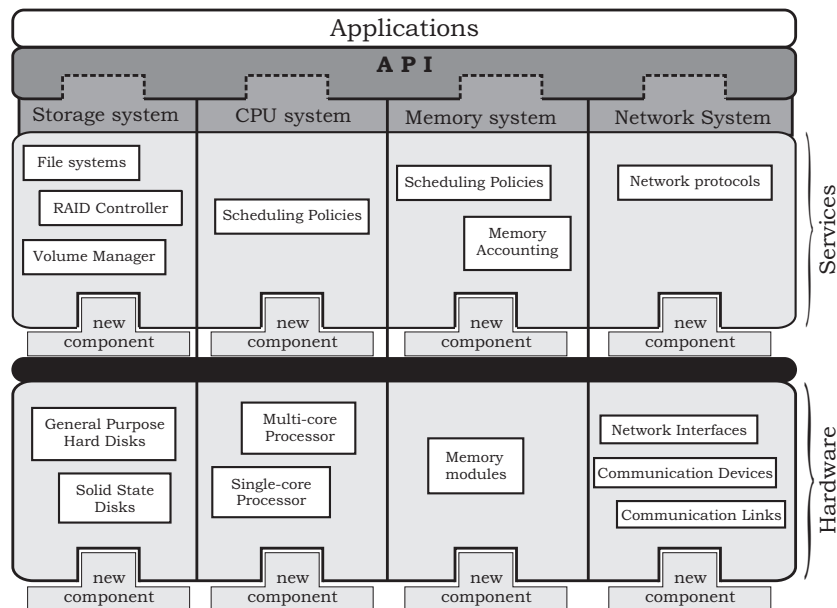 Applications
A P I
Storage system
CPU system
Memory system
Network System
File systems
RAID Controller
Volume Manager
Scheduling Policies
Scheduling Policies
Memory
Accounting
Network protocols
Services
new
component
new
component
new
component
new
component
General Purpose
Hard Disks
Solid State
Disks
Multi-core
Processor
Single-core
Processor
Memory
modules
Network Interfaces
Communication Devices
Communication Links
Hardware
new
component
new
component
new
component
new
component